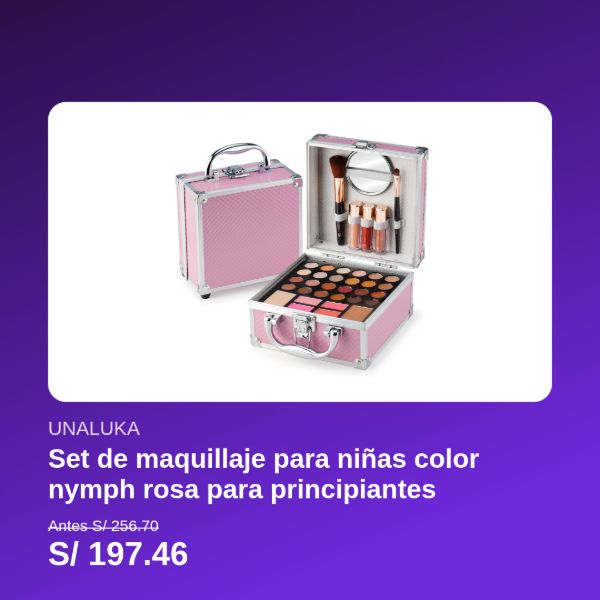 UNALUKA
Set de maquillaje para niñas color
nymph rosa para principiantes
Antes S/ 256.70
S/ 197.46